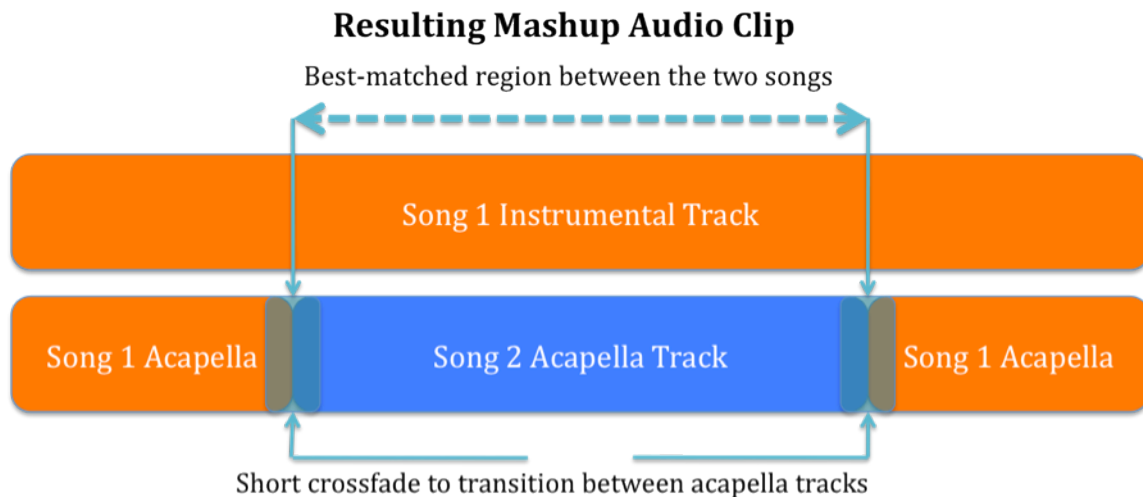 Resulting Mashup Audio Clip
Best-matched region between the two songs
Song 1 Instrumental Track
Song 1 Acapella
Song 2 Acapella Track
Song 1 Acapella
Short crossfade to transition between acapella tracks